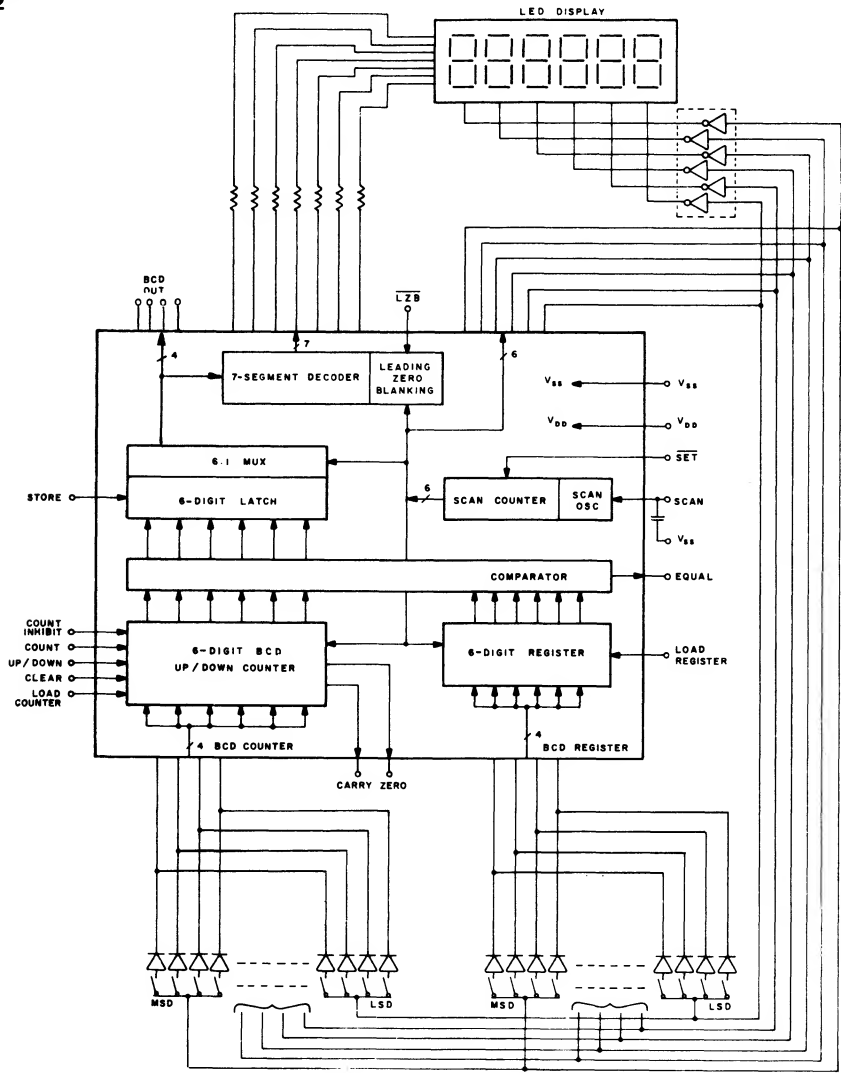 LED DISPLAY
BCD
OUT
LZB
4
7
6
7-SEGMENT DECODER
LEADING
ZERO
BLANKING
VSS
VSS
VDD
VDD
6:1 MUX
SET
STORE
6-DIGIT LATCH
6
SCAN COUNTER
SCAN
OSC
SCAN
VSS
COMPARATOR
EQUAL
COUNT
INHIBIT
COUNT
UP/DOWN
CLEAR
LOAD
COUNTER
6-DIGIT BCD
UP/DOWN COUNTER
6-DIGIT REGISTER
LOAD
REGISTER
4
BCD COUNTER
4
BCD REGISTER
CARRY ZERO
MSD
LSD
MSD
LSD